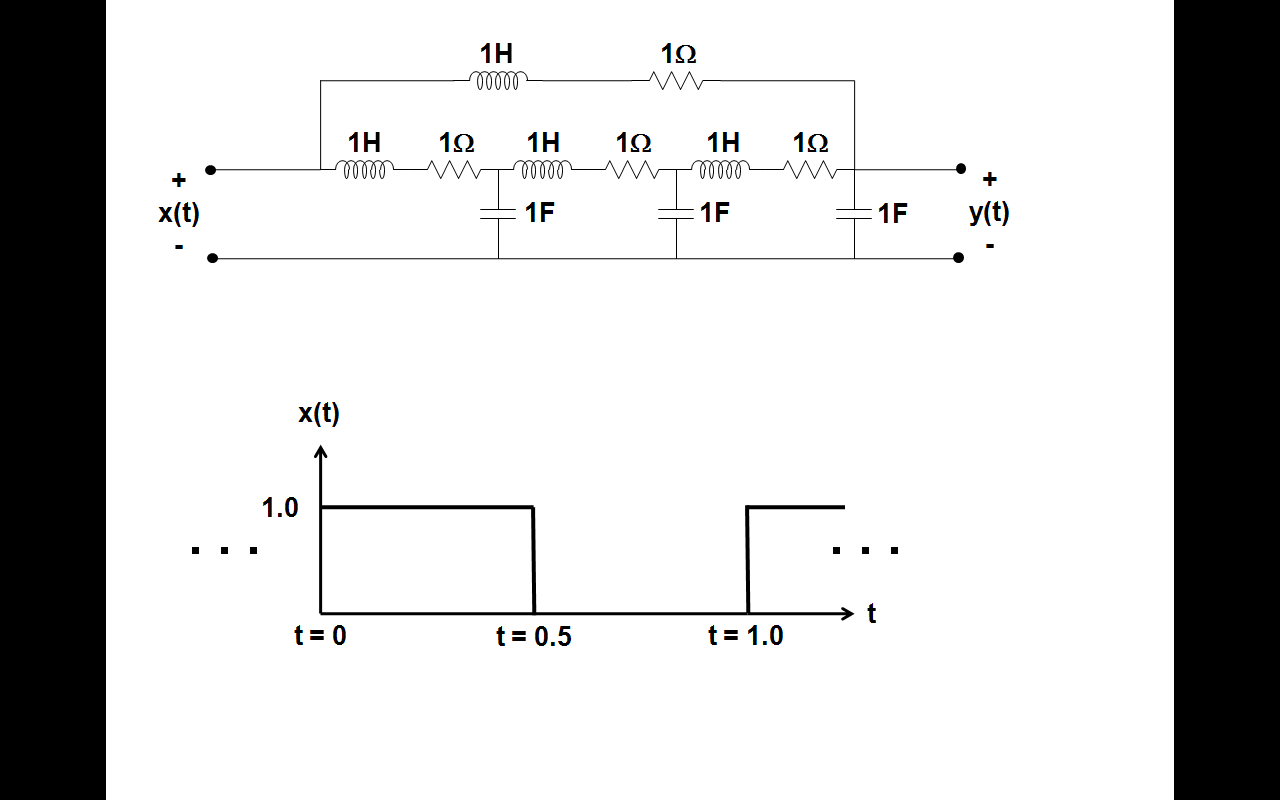 1H 1Ω
1H 1Ω 1H 1Ω 1H 1Ω
+ +
x(t) 1F 1F 1F y(t)
- -
x(t)
1.0
. . . . . .
t
t = 0 t = 0.5 t = 1.0